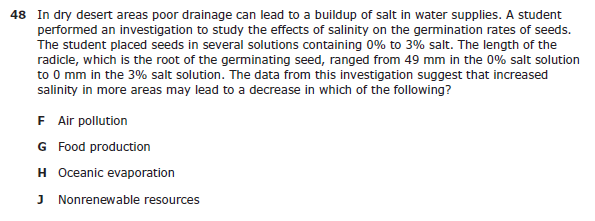 48 In dry desert areas poor drainage can lead to a buildup of salt in water supplies. A student
performed an investigation to study the effects of salinity on the germination rates of seeds.
The student placed seeds in several solutions containing 0% to 3% salt. The length of the
radicle, which is the root of the germinating seed, ranged from 49 mm in the 0% salt solution
to 0 mm in the 3% salt solution. The data from this investigation suggest that increased
salinity in more areas may lead to a decrease in which of the following?
F Air pollution
G Food production
H Oceanic evaporation
J Nonrenewable resources